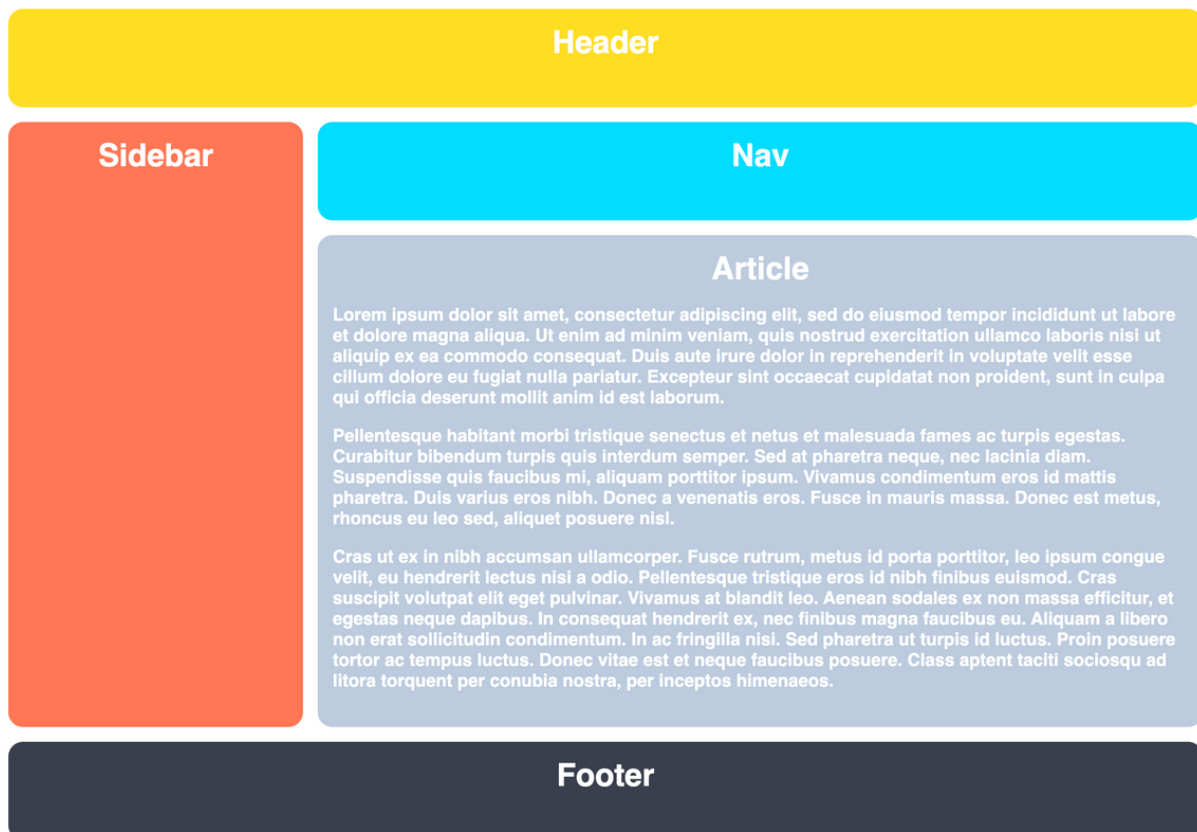 Header
Sidebar
Nav
Article
Lorem ipsum dolor sit amet, consectetur adipiscing elit, sed do eiusmod tempor incididunt ut labore
et dolore magna aliqua. Ut enim ad minim veniam, quis nostrud exercitation ullamco laboris nisi ut
aliquip ex ea commodo consequat. Duis aute irure dolor in reprehenderit in voluptate velit esse
cillum dolore eu fugiat nulla pariatur. Excepteur sint occaecat cupidatat non proident, sunt in culpa
qui officia deserunt mollit anim id est laborum.
Pellentesque habitant morbi tristique senectus et netus et malesuada fames ac turpis egestas.
Curabitur bibendum turpis quis interdum semper. Sed at pharetra neque, nec lacinia diam.
Suspendisse quis faucibus mi, aliquam porttitor ipsum. Vivamus condimentum eros id mattis
pharetra. Duis varius eros nibh. Donec a venenatis eros. Fusce in mauris massa. Donec est metus,
rhoncus eu leo sed, aliquet posuere nisl.
Cras ut ex in nibh accumsan ullamcorper. Fusce rutrum, metus id porta porttitor, leo ipsum congue
velit, eu hendrerit lectus nisi a odio. Pellentesque tristique eros id nibh finibus euismod. Cras
suscipit volutpat elit eget pulvinar. Vivamus at blandit leo. Aenean sodales ex non massa efficitur, et
egestas neque dapibus. In consequat hendrerit ex, nec finibus magna faucibus eu. Aliquam a libero
non erat sollicitudin condimentum. In ac fringilla nisi. Sed pharetra ut turpis id luctus. Proin posuere
tortor ac tempus luctus. Donec vitae est et neque faucibus posuere. Class aptent taciti sociosqu ad
litora torquent per conubia nostra, per inceptos himenaeos.
Footer